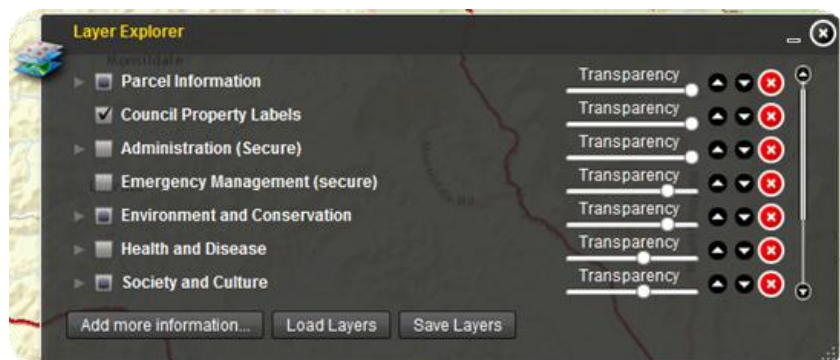 Layer Explorer
Monsildale
Parcel Information Transparency
Council Property Labels Transparency
Administration (Secure) Transparency
Emergency Management (secure) Transparency
Environment and Conservation Transparency
Health and Disease Transparency
Society and Culture Transparency
Add more information... Load Layers Save Layers